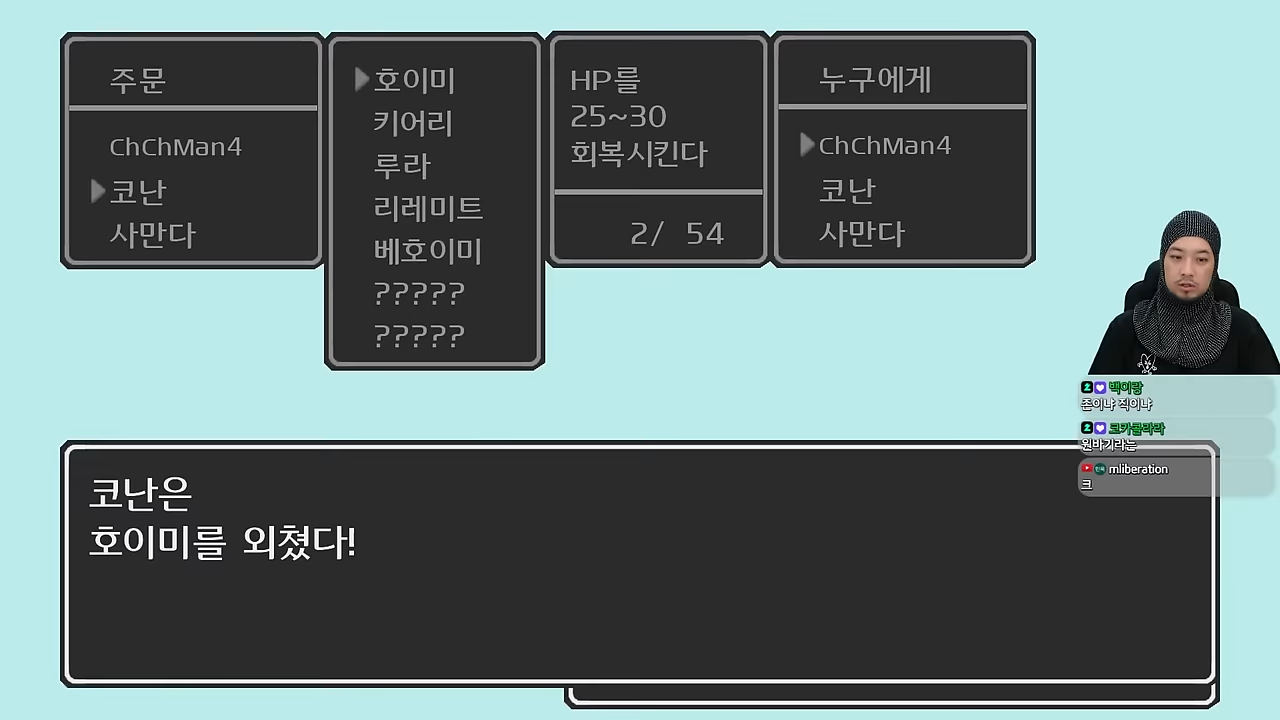 주문
ChChMan4
코난
사만다
호이미
키어리
루라
리레미트
베호이미
?????
?????
HP를
25~30
회복시킨다
2/ 54
누구에게
ChChMan4
코난
사만다
백이랑
존이냐 직이냐
코카콜라라
원바기라는
mliberation
크
코난은
호이미를 외쳤다!